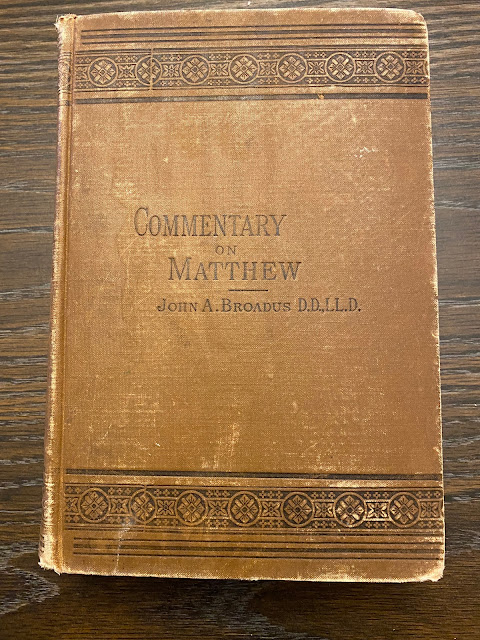 COMMENTARY
ON
MATTHEW
JOHN A. BROADUS D.D., LL.D.